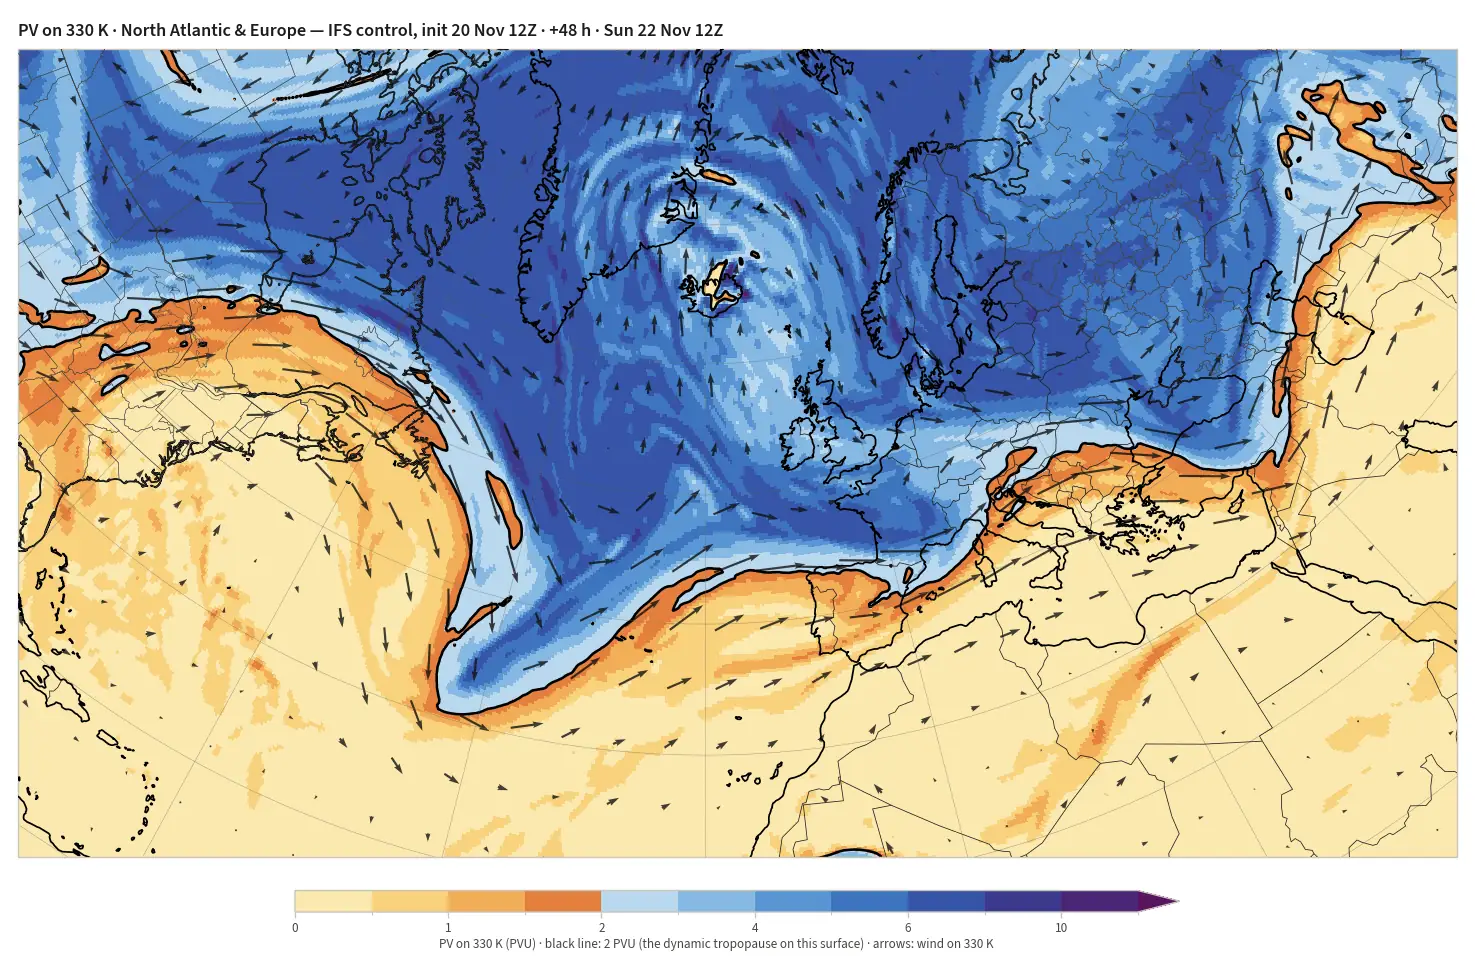 PV on 330 K · North Atlantic & Europe — IFS control, init 20 Nov 12Z · +48 h · Sun 22 Nov 12Z
0 1 2 4 6 10
PV on 330 K (PVU) · black line: 2 PVU (the dynamic tropopause on this surface) · arrows: wind on 330 K